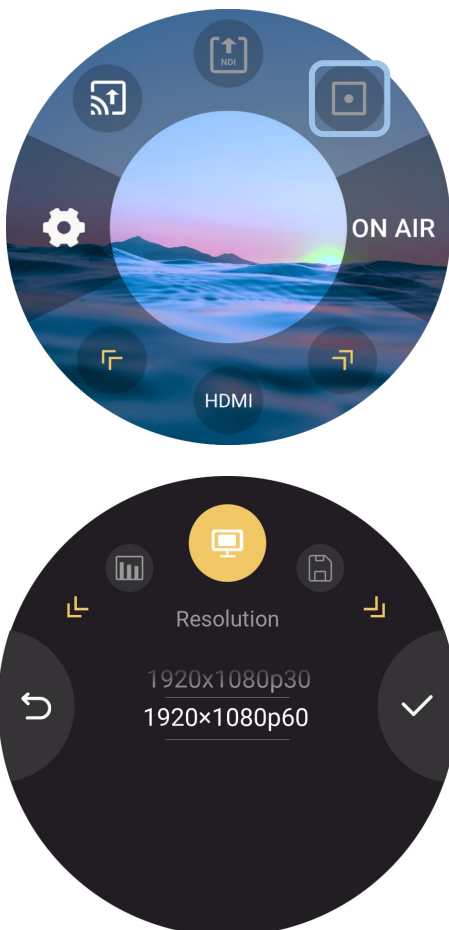 NDI
ON AIR
HDMI
Resolution
1920x1080p30
1920×1080p60